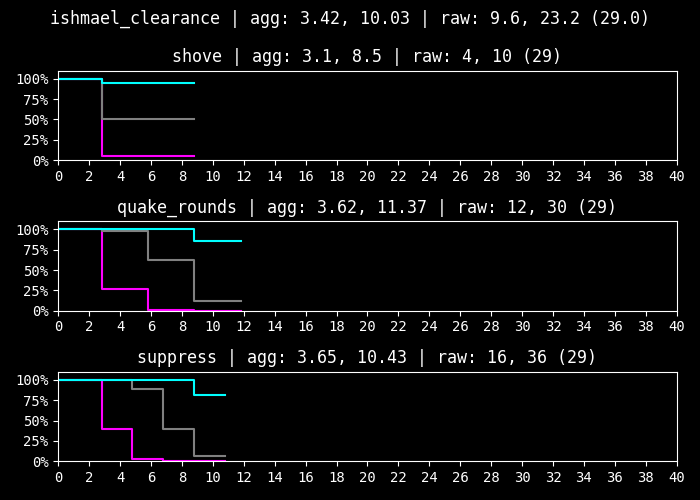 ishmael_clearance | agg: 3.42, 10.03 | raw: 9.6, 23.2 (29.0)
shove | agg: 3.1, 8.5 | raw: 4, 10 (29)
100%
75%
50%
25%
0%
0 2 4 6 8 10 12 14 16 18 20 22 24 26 28 30 32 34 36 38 40
quake_rounds | agg: 3.62, 11.37 | raw: 12, 30 (29)
100%
75%
50%
25%
0%
0 2 4 6 8 10 12 14 16 18 20 22 24 26 28 30 32 34 36 38 40
suppress | agg: 3.65, 10.43 | raw: 16, 36 (29)
100%
75%
50%
25%
0%
0 2 4 6 8 10 12 14 16 18 20 22 24 26 28 30 32 34 36 38 40